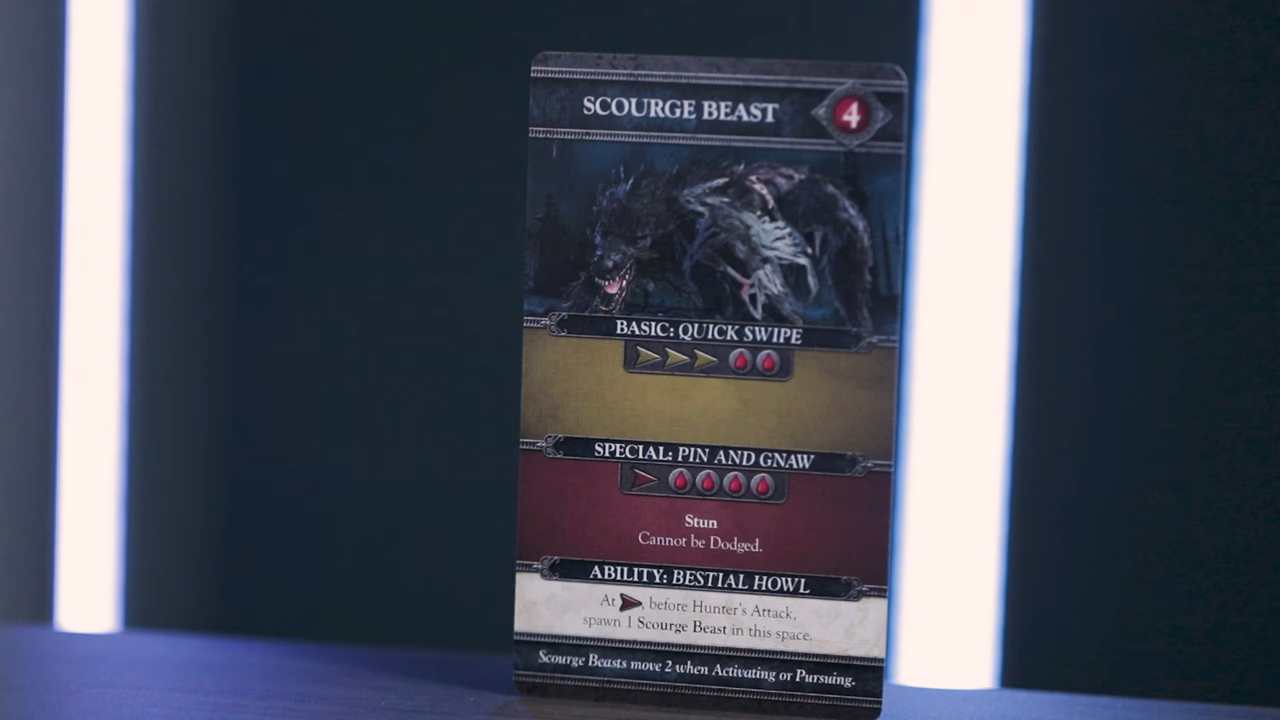 SCOURGE BEAST 4
BASIC: QUICK SWIPE
SPECIAL: PIN AND GNAW
Stun
Cannot be Dodged.
ABILITY: BESTIAL HOWL
At , before Hunter's Attack,
spawn 1 Scourge Beast in this space.
Scourge Beasts move 2 when Activating or Pursuing.